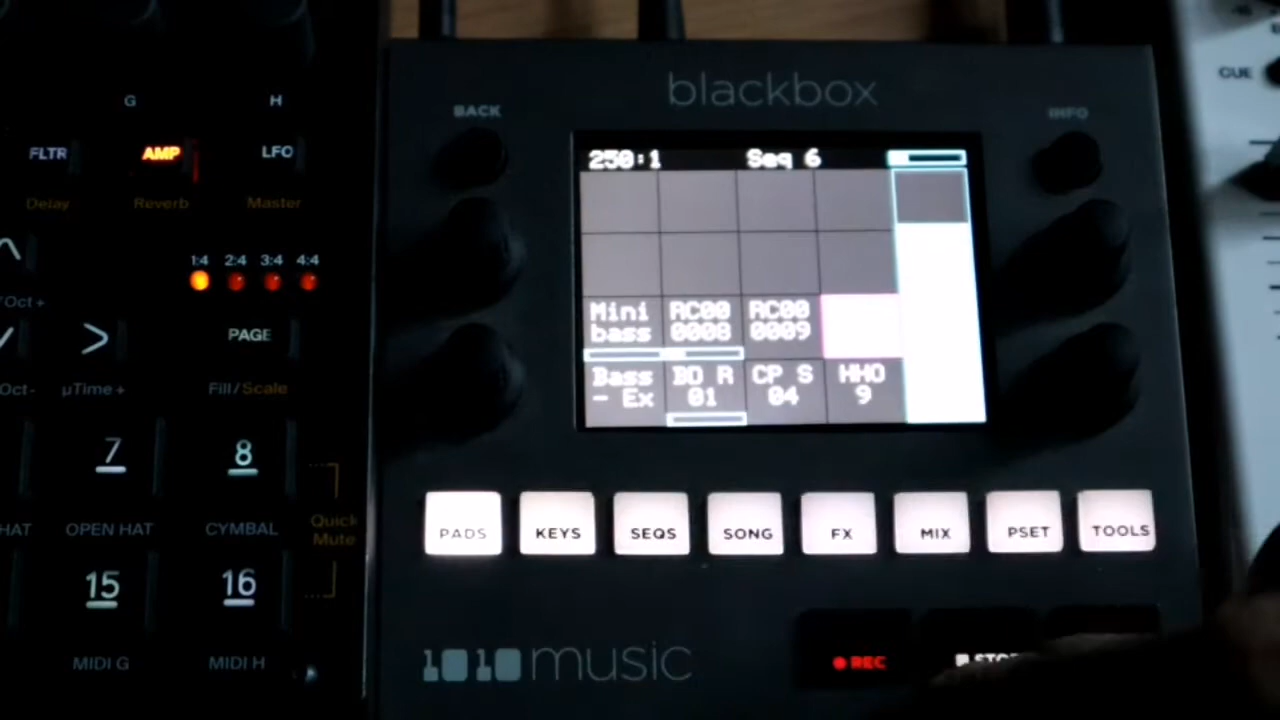 blackbox
BACK
INFO
CUE
G
H
FLTR
AMP
LFO
Delay
Reverb
Master
250:1
Seq 6
Mini bass
RC00 0008
RC00 0009
Bass - Ex
BD R 01
CP S 04
HHO 9
1:4 2:4 3:4 4:4
Oct +
PAGE
Oct-
µTime +
Fill/Scale
7
8
HAT
OPEN HAT
CYMBAL
Quick Mute
15
16
MIDI G
MIDI H
PADS
KEYS
SEQS
SONG
FX
MIX
PSET
TOOLS
1010music
REC